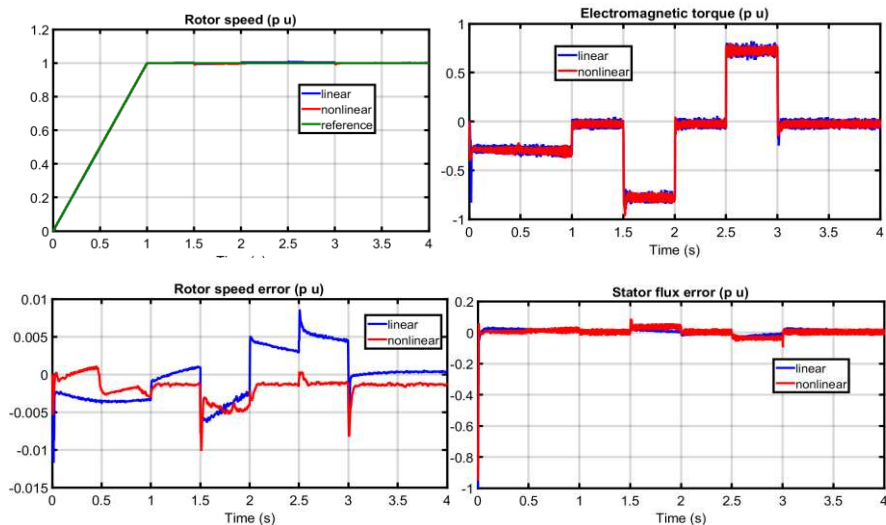 Rotor speed (p u)
1.2
1
0.8
0.6
0.4
0.2
0
linear
nonlinear
reference
0 0.5 1 1.5 2 2.5 3 3.5 4
Time (s)
Electromagnetic torque (p u)
1
0.5
0
-0.5
-1
linear
nonlinear
0 0.5 1 1.5 2 2.5 3 3.5 4
Time (s)
Rotor speed error (p u)
0.01
0.005
0
-0.005
-0.01
-0.015
linear
nonlinear
0 0.5 1 1.5 2 2.5 3 3.5 4
Time (s)
Stator flux error (p u)
0.2
0
-0.2
-0.4
-0.6
-0.8
-1
linear
nonlinear
0 0.5 1 1.5 2 2.5 3 3.5 4
Time (s)